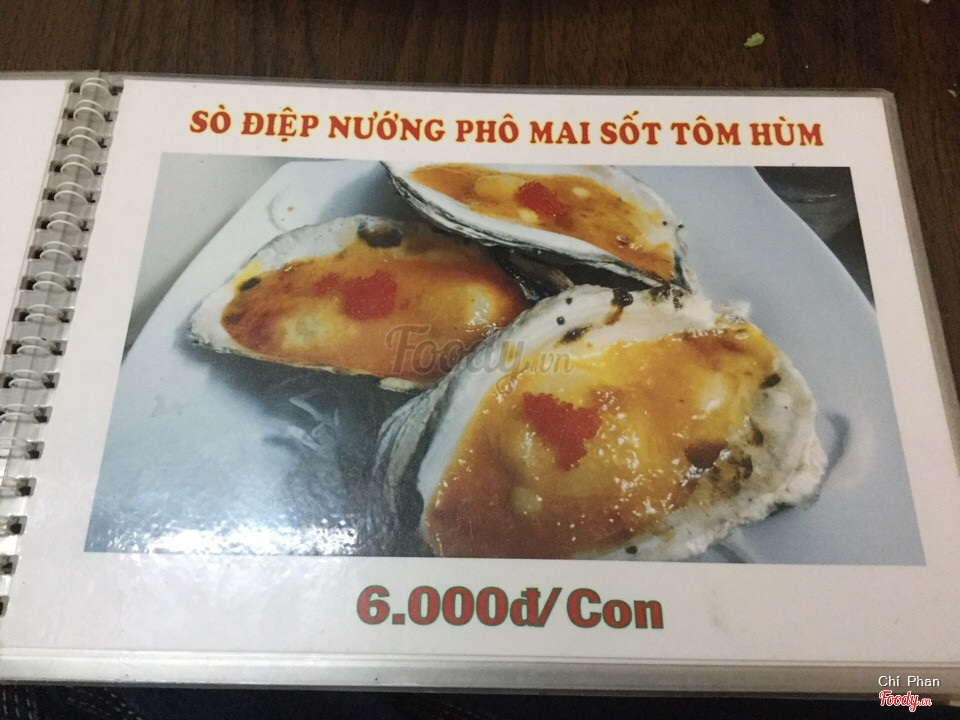 SÒ ĐIỆP NƯỚNG PHÔ MAI SỐT TÔM HÙM
Foody.vn
6.000đ/Con
Chí Phan
Foody.vn